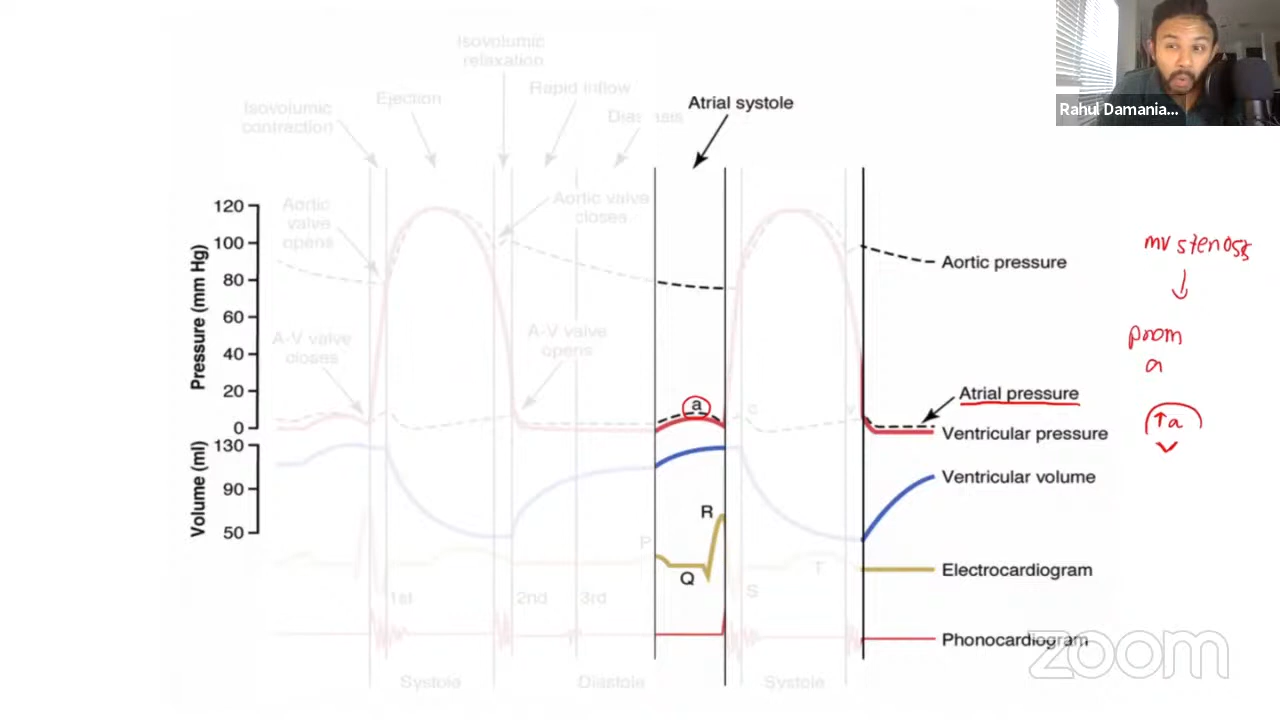 Isovolumic
relaxation
Rapid inflow
Ejection
Isovolumic
contraction
Atrial systole
Rahul Damania...
Aortic
valve
opens
Aortic valve
closes
A-V valve
closes
A-V valve
opens
Pressure (mm Hg)
120
100
80
60
40
20
0
Volume (ml)
130
90
50
a
c
v
P
Q
R
S
T
1st
2nd
3rd
Systole
Diastole
Systole
Aortic pressure
Atrial pressure
Ventricular pressure
Ventricular volume
Electrocardiogram
Phonocardiogram
mv stenosis
prom
a
↑a
zoom